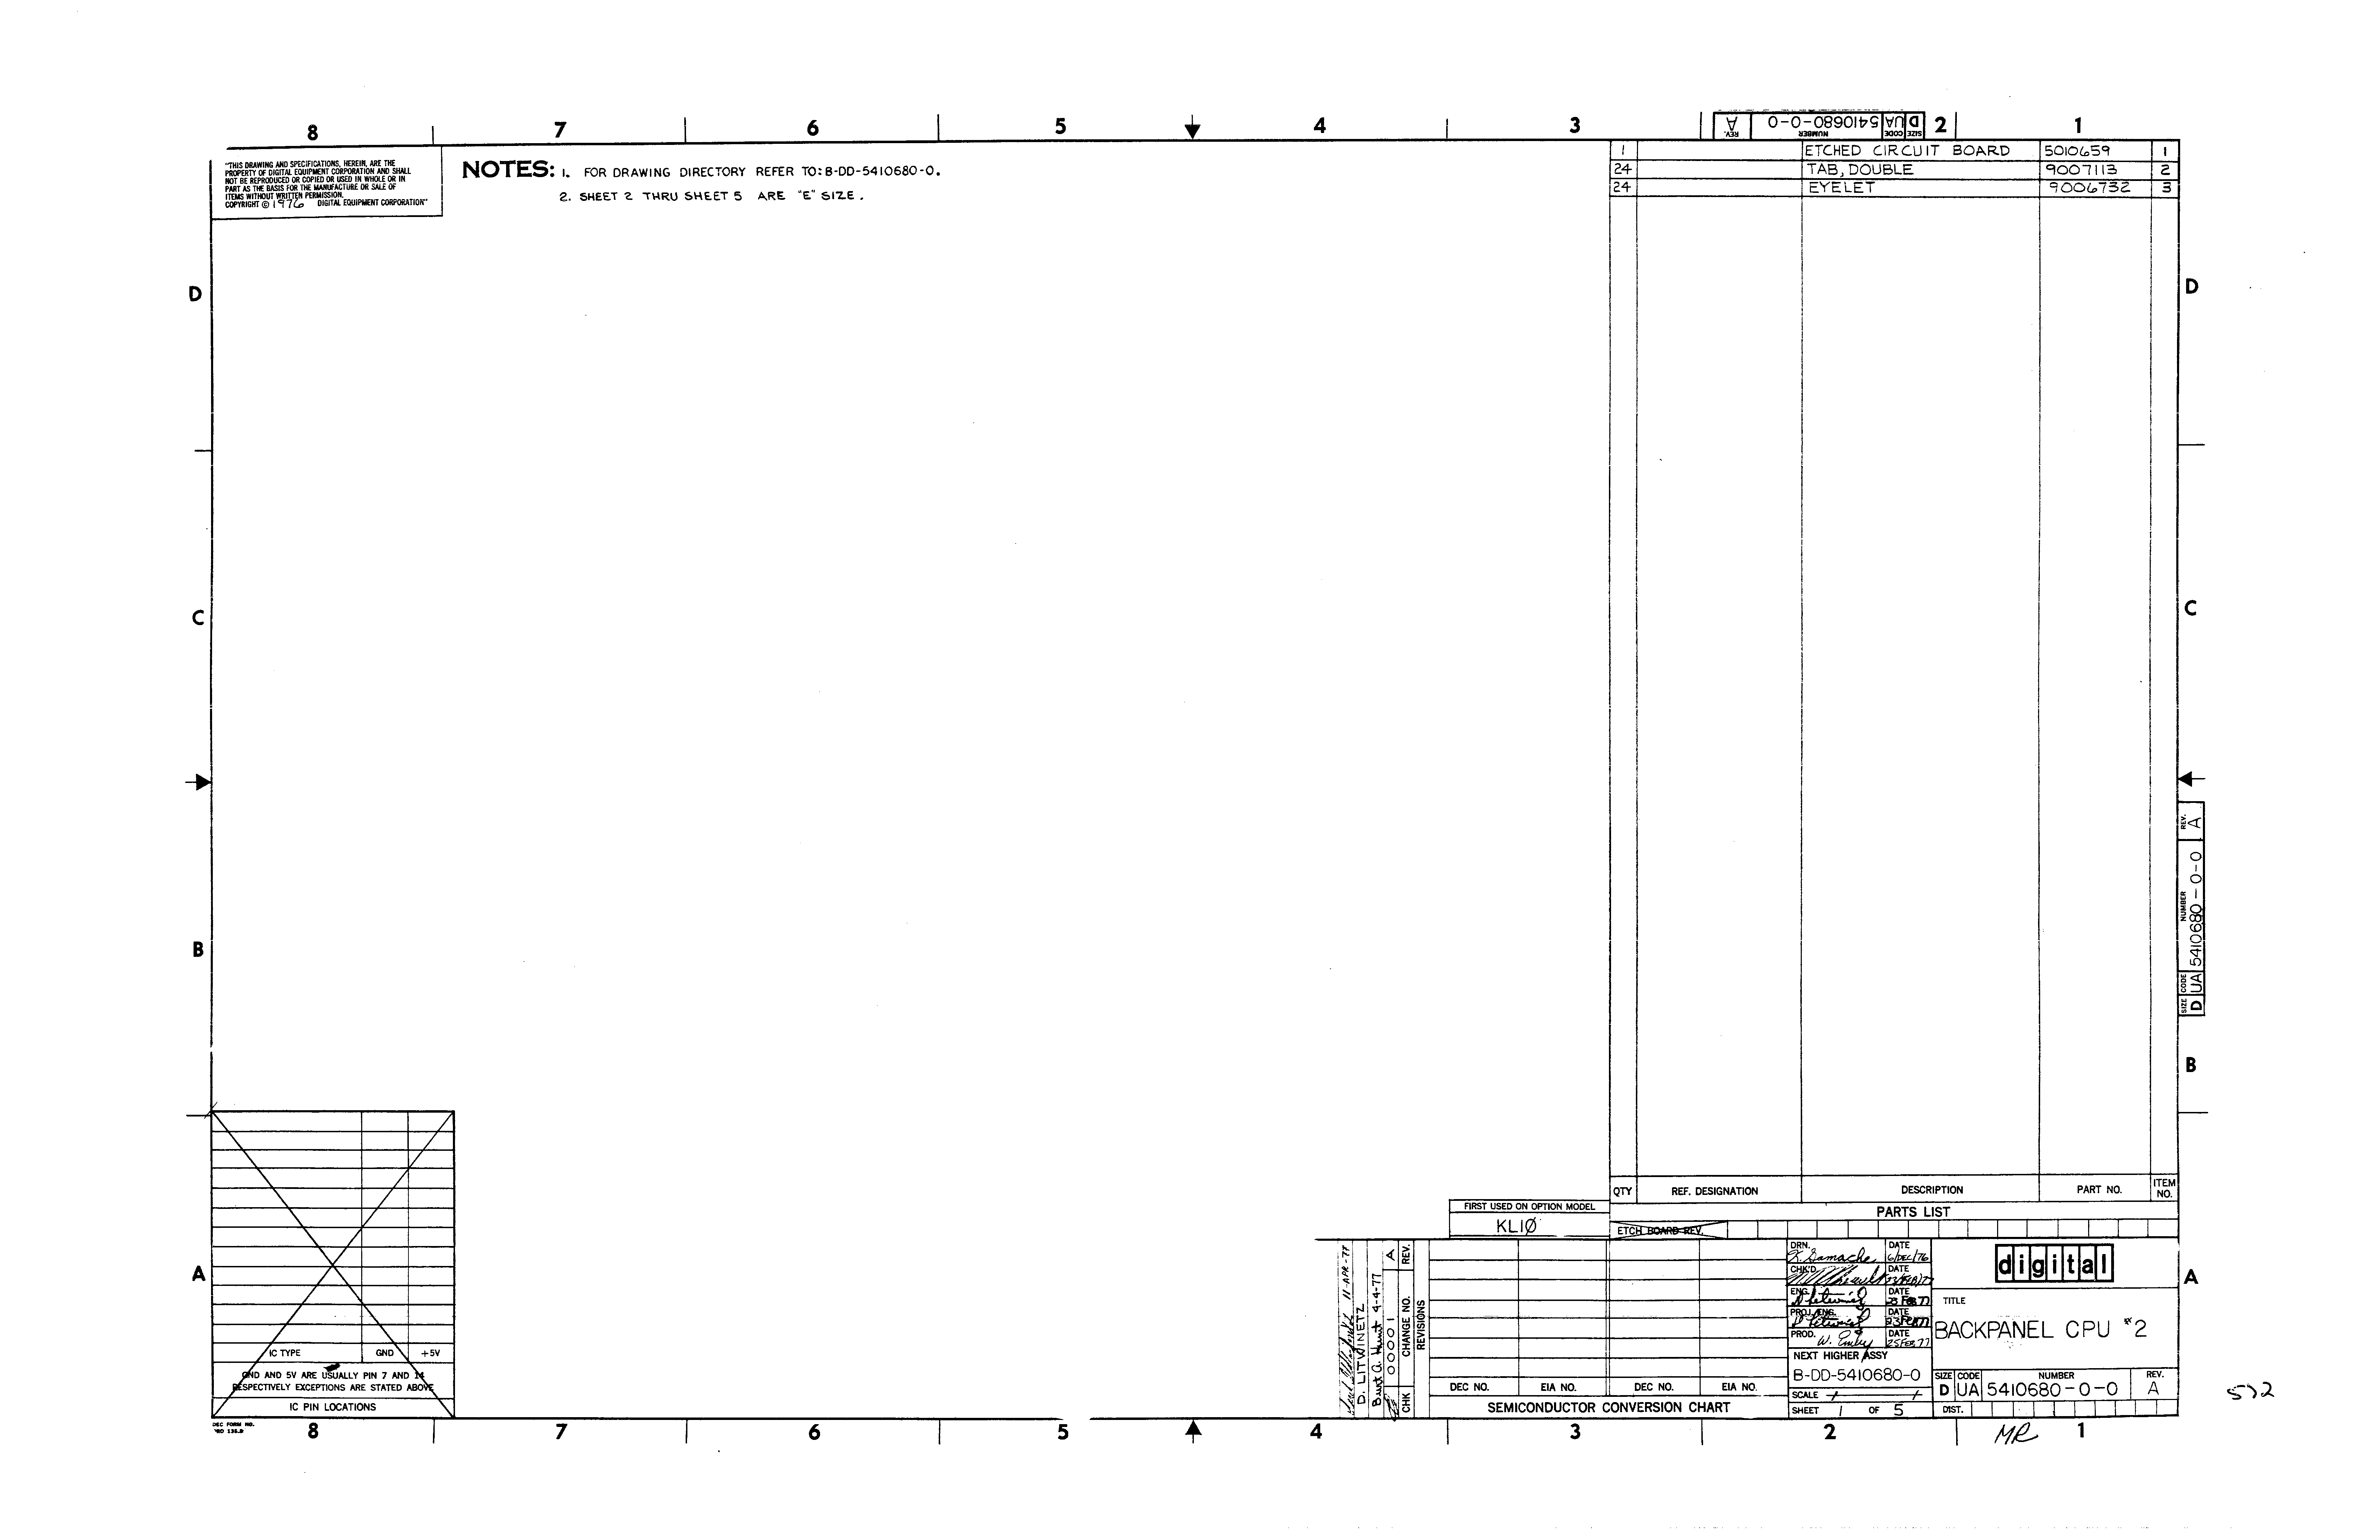 8 7 6 5 4 3 2 1
REV. A NUMBER 5410680-0-0 SIZE CODE D UA
"THIS DRAWING AND SPECIFICATIONS, HEREIN, ARE THE
PROPERTY OF DIGITAL EQUIPMENT CORPORATION AND SHALL
NOT BE REPRODUCED OR COPIED OR USED IN WHOLE OR IN
PART AS THE BASIS FOR THE MANUFACTURE OR SALE OF
ITEMS WITHOUT WRITTEN PERMISSION.
COPYRIGHT © 1976 DIGITAL EQUIPMENT CORPORATION"
NOTES: 1. FOR DRAWING DIRECTORY REFER TO: B-DD-5410680-0.
2. SHEET 2 THRU SHEET 5 ARE "E" SIZE.
1 ETCHED CIRCUIT BOARD 5010659 1
24 TAB, DOUBLE 9007113 2
24 EYELET 9006732 3
D D
C C
B B
A A
SIZE CODE NUMBER REV.
D UA 5410680-0-0 A
QTY REF. DESIGNATION DESCRIPTION PART NO. ITEM NO.
PARTS LIST
FIRST USED ON OPTION MODEL
KL10
ETCH BOARD REV.
IC TYPE GND +5V
GND AND 5V ARE USUALLY PIN 7 AND 14
RESPECTIVELY EXCEPTIONS ARE STATED ABOVE
IC PIN LOCATIONS
DEC FORM NO.
11-APR-77
D. LITWINETZ
Burt A. Hunt 4-4-77
00001 A
CHK CHANGE NO. REV.
REVISIONS
DEC NO. EIA NO. DEC NO. EIA NO.
SEMICONDUCTOR CONVERSION CHART
DRN. DATE
6/DEC/76
CHK'D. DATE
ENG. DATE
23 FEB 77
PROJ. ENG. DATE
23 FEB 77
PROD. DATE
25 FEB 77
NEXT HIGHER ASSY
B-DD-5410680-0
SCALE
SHEET 1 OF 5
digital
TITLE
BACKPANEL CPU #2
SIZE CODE NUMBER REV.
D UA 5410680-0-0 A
DIST.
8 7 6 5 4 3 2 1
MR
572